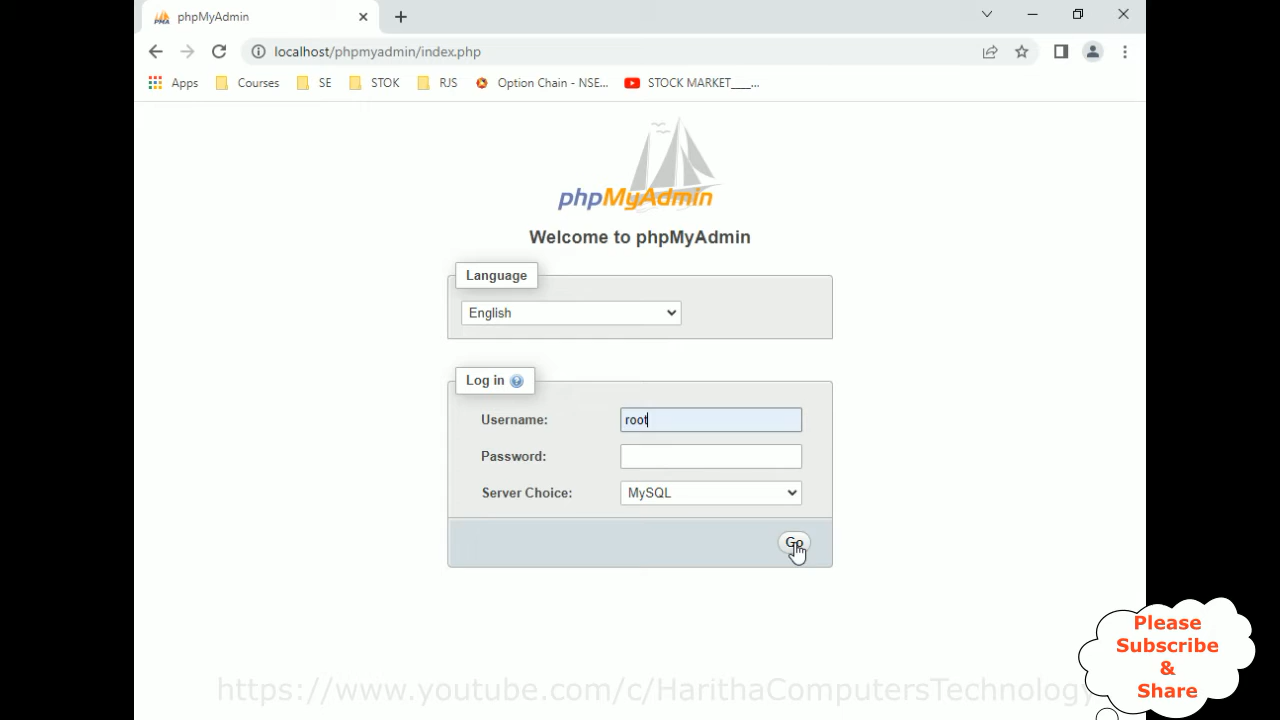 phpMyAdmin
localhost/phpmyadmin/index.php
Apps Courses SE STOK RJS Option Chain - NSE... STOCK MARKET____...
phpMyAdmin
Welcome to phpMyAdmin
Language
English
Log in
Username: root
Password:
Server Choice: MySQL
Go
Please
Subscribe
&
Share
https://www.youtube.com/c/HarithaComputersTechnology